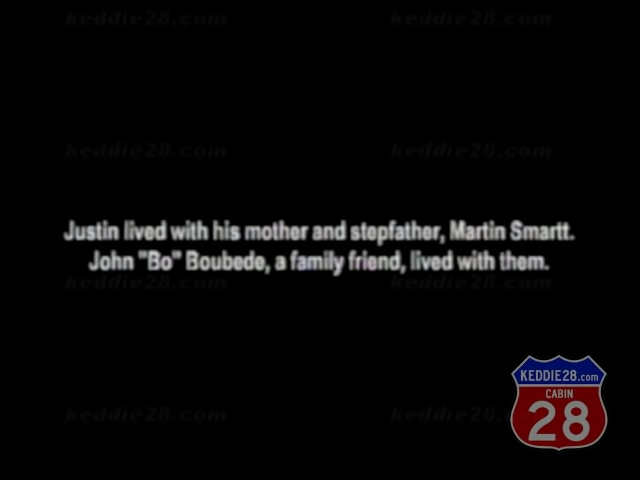 keddie28.com keddie28.com
keddie28.com keddie28.com
Justin lived with his mother and stepfather, Martin Smartt.
John "Bo" Boubede, a family friend, lived with them.
keddie28.com keddie28.com
KEDDIE28.com
CABIN
28
keddie28.com keddie28.com